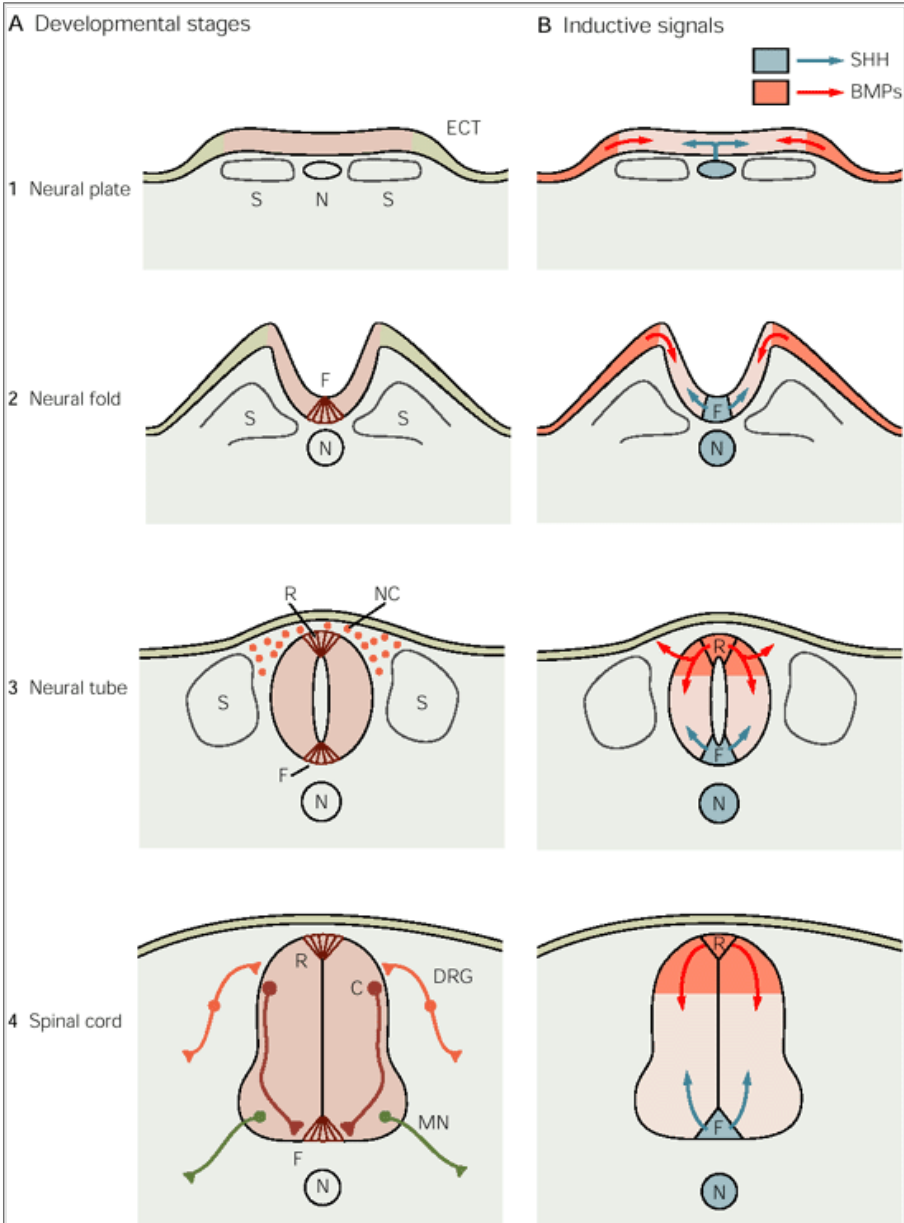 A Developmental stages
B Inductive signals
SHH
BMPs
ECT
1 Neural plate
S N S
F
2 Neural fold
S S
N
F
N
R NC
3 Neural tube
S S
F
N
R
F
N
R
C DRG
4 Spinal cord
MN
F
N
R
F
N